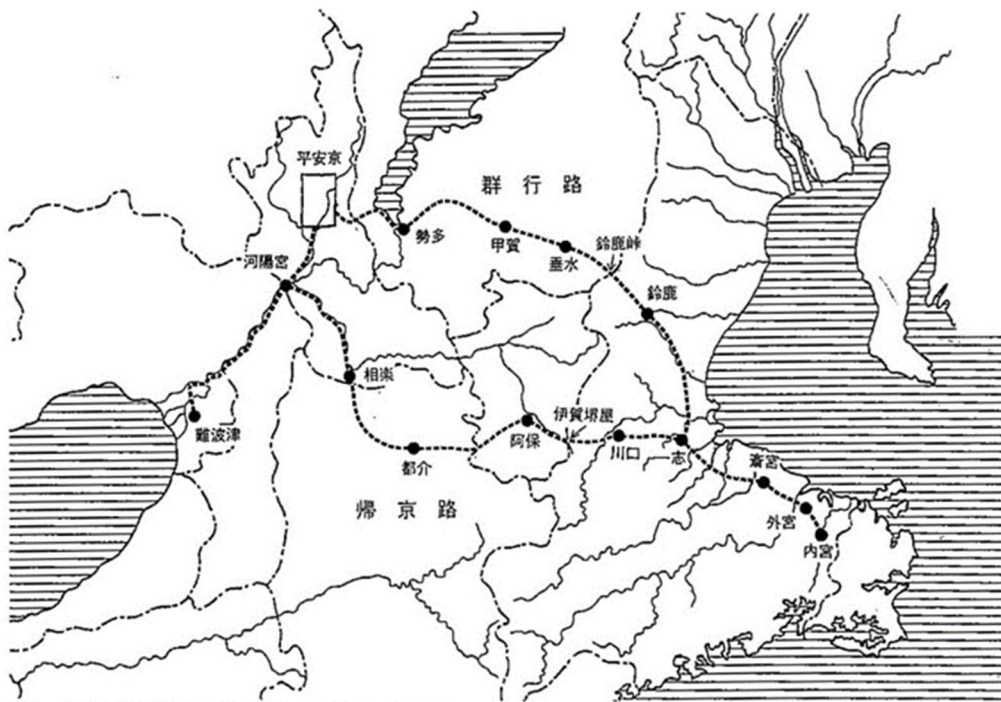 平安京
群行路
勢多
甲賀
垂水
鈴鹿峠
河陽宮
鈴鹿
相楽
難波津
阿保
伊賀堺屋
川口
志
都介
斎宮
帰京路
外宮
内宮